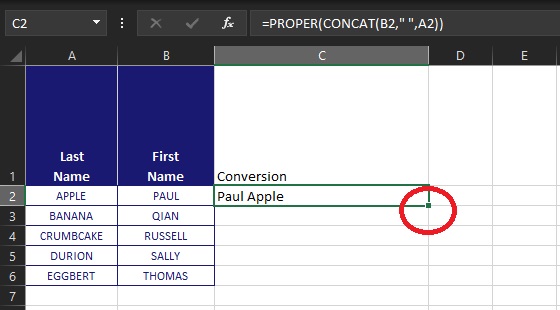 C2 fx =PROPER(CONCAT(B2," ",A2))
A B C D E
Last First
1 Name Name Conversion
2 APPLE PAUL Paul Apple
3 BANANA QIAN
4 CRUMBCAKE RUSSELL
5 DURION SALLY
6 EGGBERT THOMAS
7